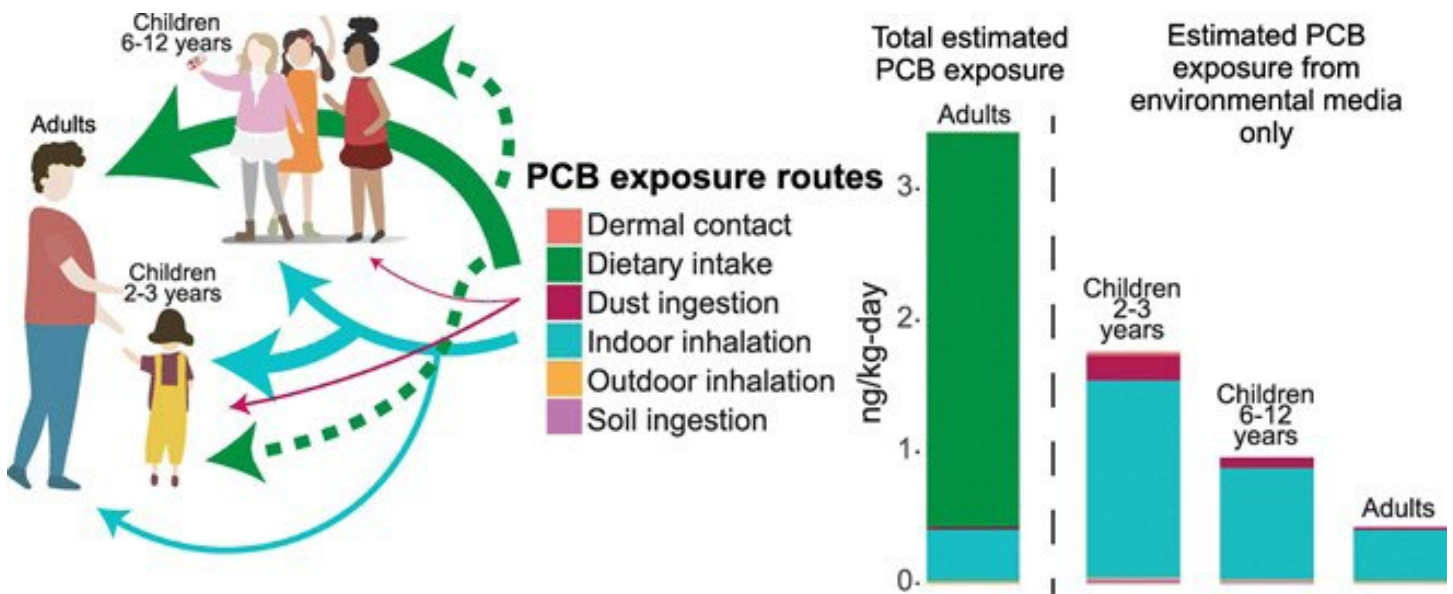 Children
6-12 years
Adults
Children
2-3 years
PCB exposure routes
Dermal contact
Dietary intake
Dust ingestion
Indoor inhalation
Outdoor inhalation
Soil ingestion
Total estimated
PCB exposure
Adults
Estimated PCB
exposure from
environmental media
only
ng/kg-day
3
2
1
0
Children
2-3
years
Children
6-12
years
Adults